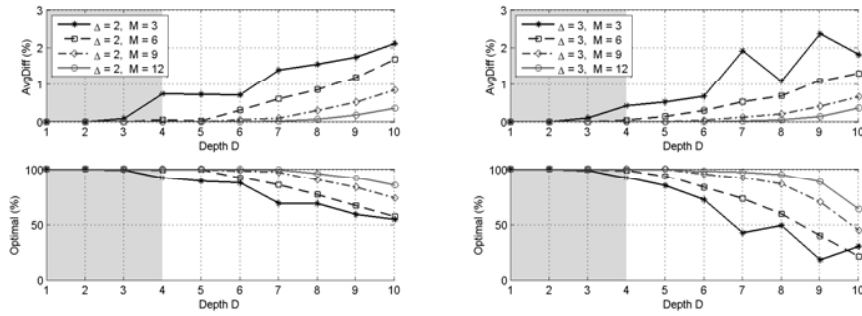 AvgDiff (%)
3
2
1
0
Δ = 2, M = 3
Δ = 2, M = 6
Δ = 2, M = 9
Δ = 2, M = 12
1 2 3 4 5 6 7 8 9 10
Depth D
AvgDiff (%)
3
2
1
0
Δ = 3, M = 3
Δ = 3, M = 6
Δ = 3, M = 9
Δ = 3, M = 12
1 2 3 4 5 6 7 8 9 10
Depth D
Optimal (%)
100
50
0
1 2 3 4 5 6 7 8 9 10
Depth D
Optimal (%)
100
50
0
1 2 3 4 5 6 7 8 9 10
Depth D